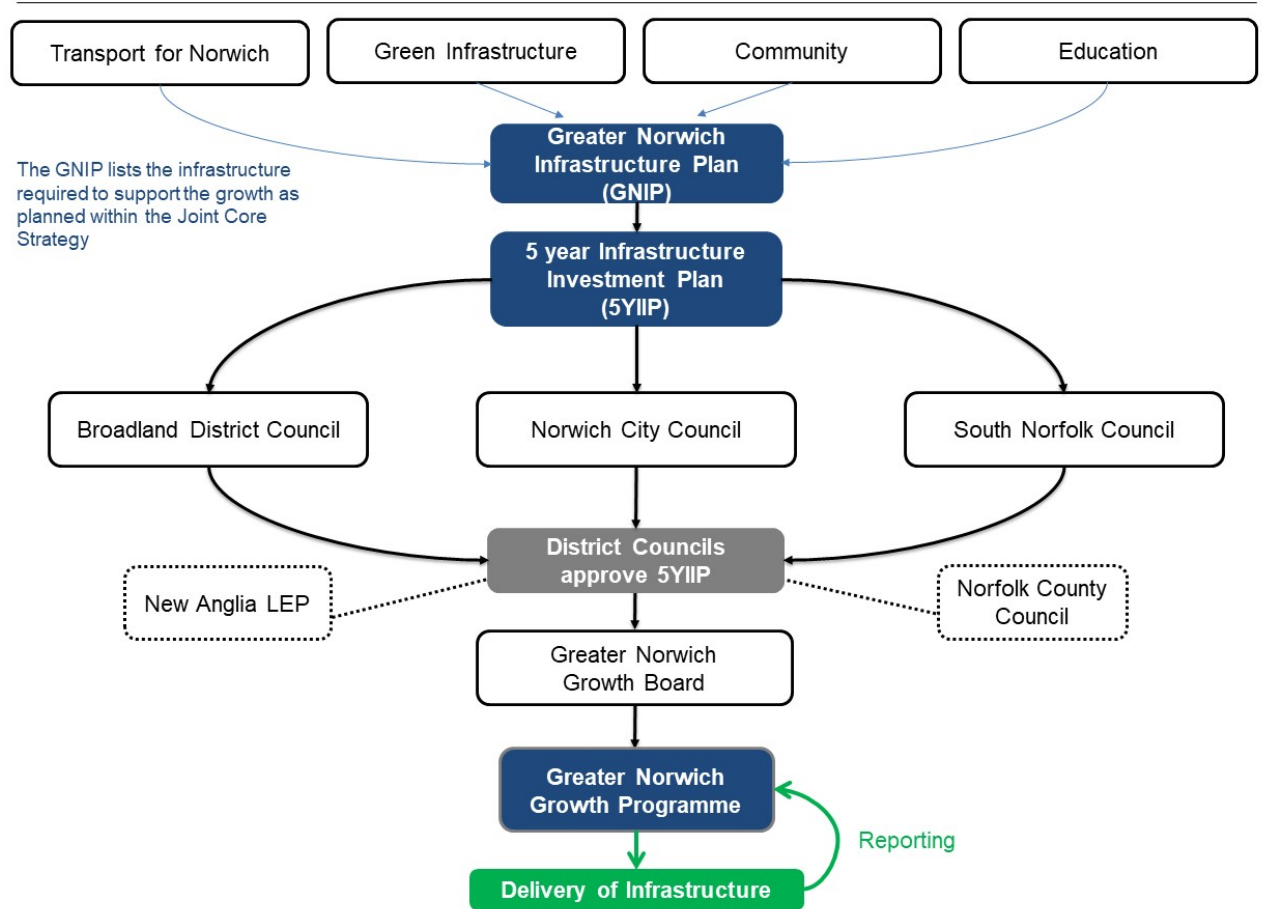 Transport for Norwich
Green Infrastructure
Community
Education
Greater Norwich
Infrastructure Plan
(GNIP)
The GNIP lists the infrastructure
required to support the growth as
planned within the Joint Core
Strategy
5 year Infrastructure
Investment Plan
(5YIIP)
Broadland District Council
Norwich City Council
South Norfolk Council
District Councils
approve 5YIIP
New Anglia LEP
Norfolk County
Council
Greater Norwich
Growth Board
Greater Norwich
Growth Programme
Reporting
Delivery of Infrastructure